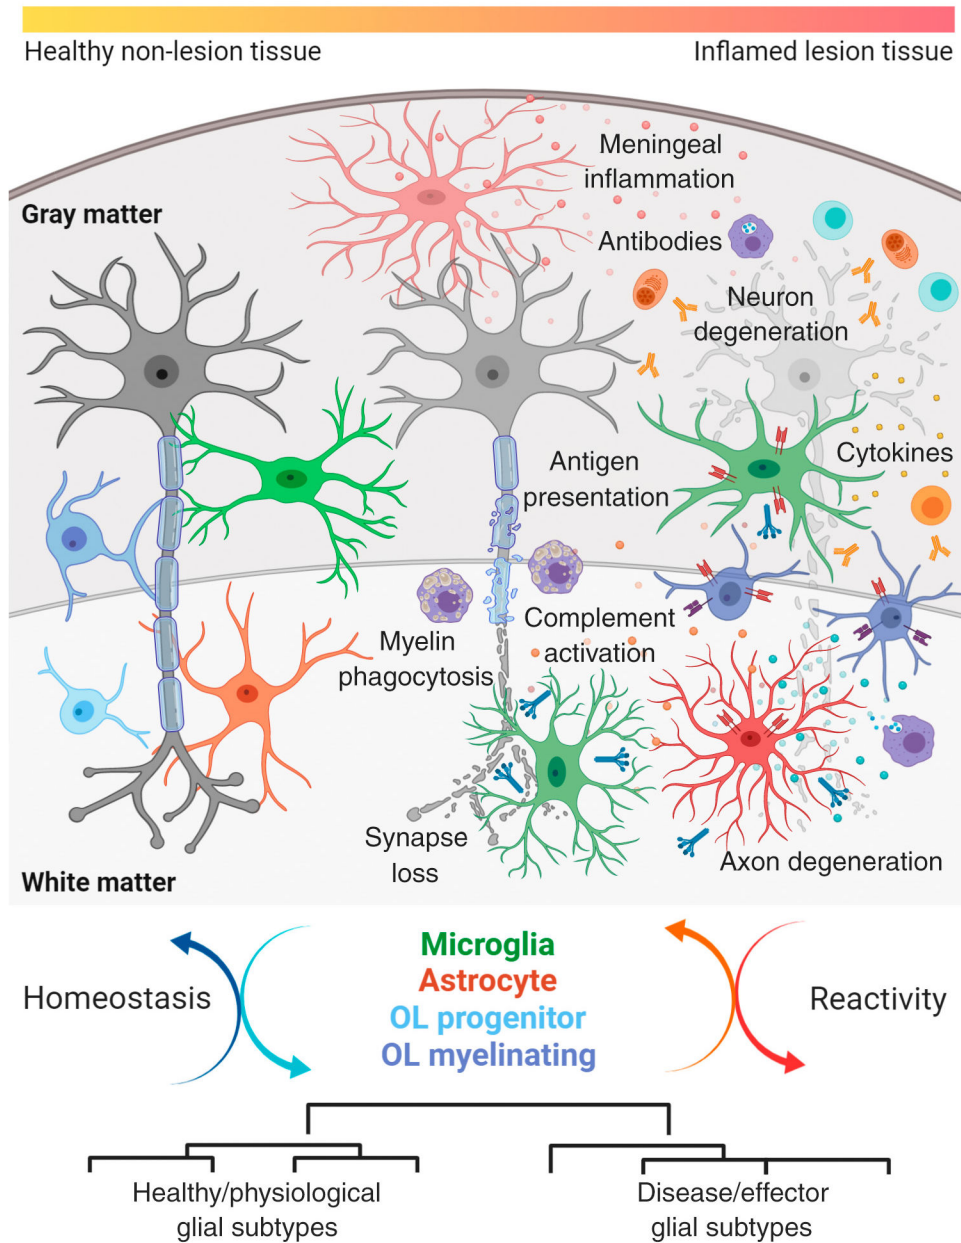 Healthy non-lesion tissue
Inflamed lesion tissue
Meningeal
inflammation
Gray matter
Antibodies
Neuron
degeneration
Antigen
presentation
Cytokines
Myelin
phagocytosis
Complement
activation
Synapse
loss
Axon degeneration
White matter
Homeostasis
Microglia
Astrocyte
OL progenitor
OL myelinating
Reactivity
Healthy/physiological
glial subtypes
Disease/effector
glial subtypes